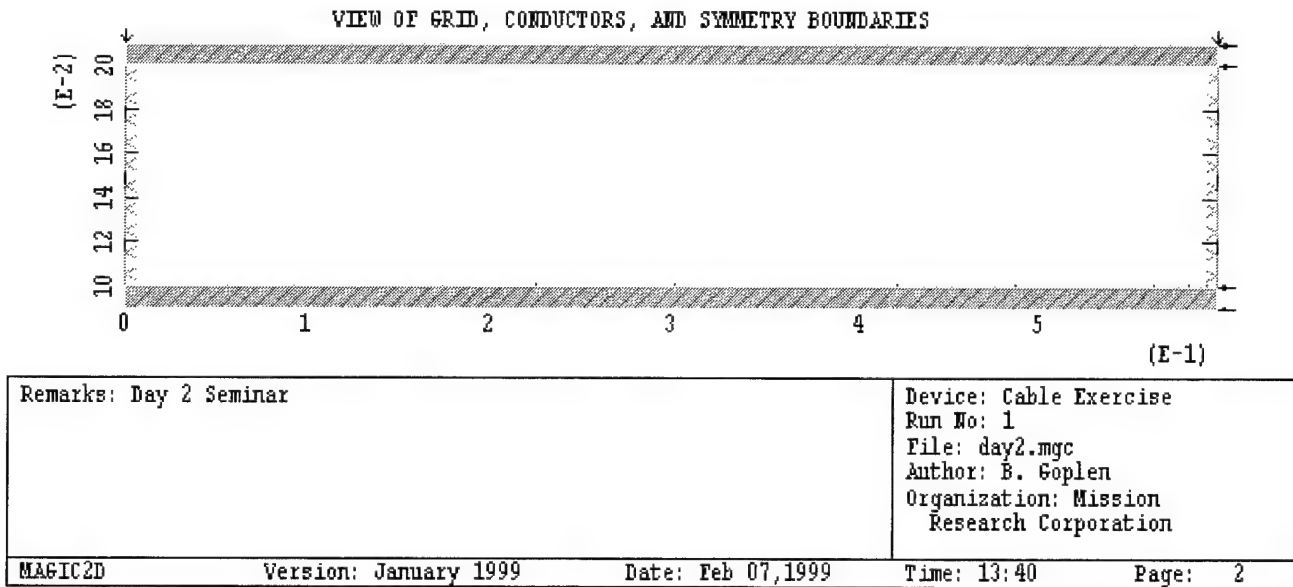 VIEW OF GRID, CONDUCTORS, AND SYMMETRY BOUNDARIES
(E-2)
20
18
16
14
12
10
0 1 2 3 4 5
(E-1)
Remarks: Day 2 Seminar
Device: Cable Exercise
Run No: 1
File: day2.mgc
Author: B. Goplen
Organization: Mission
Research Corporation
MAGIC2D Version: January 1999 Date: Feb 07,1999 Time: 13:40 Page: 2